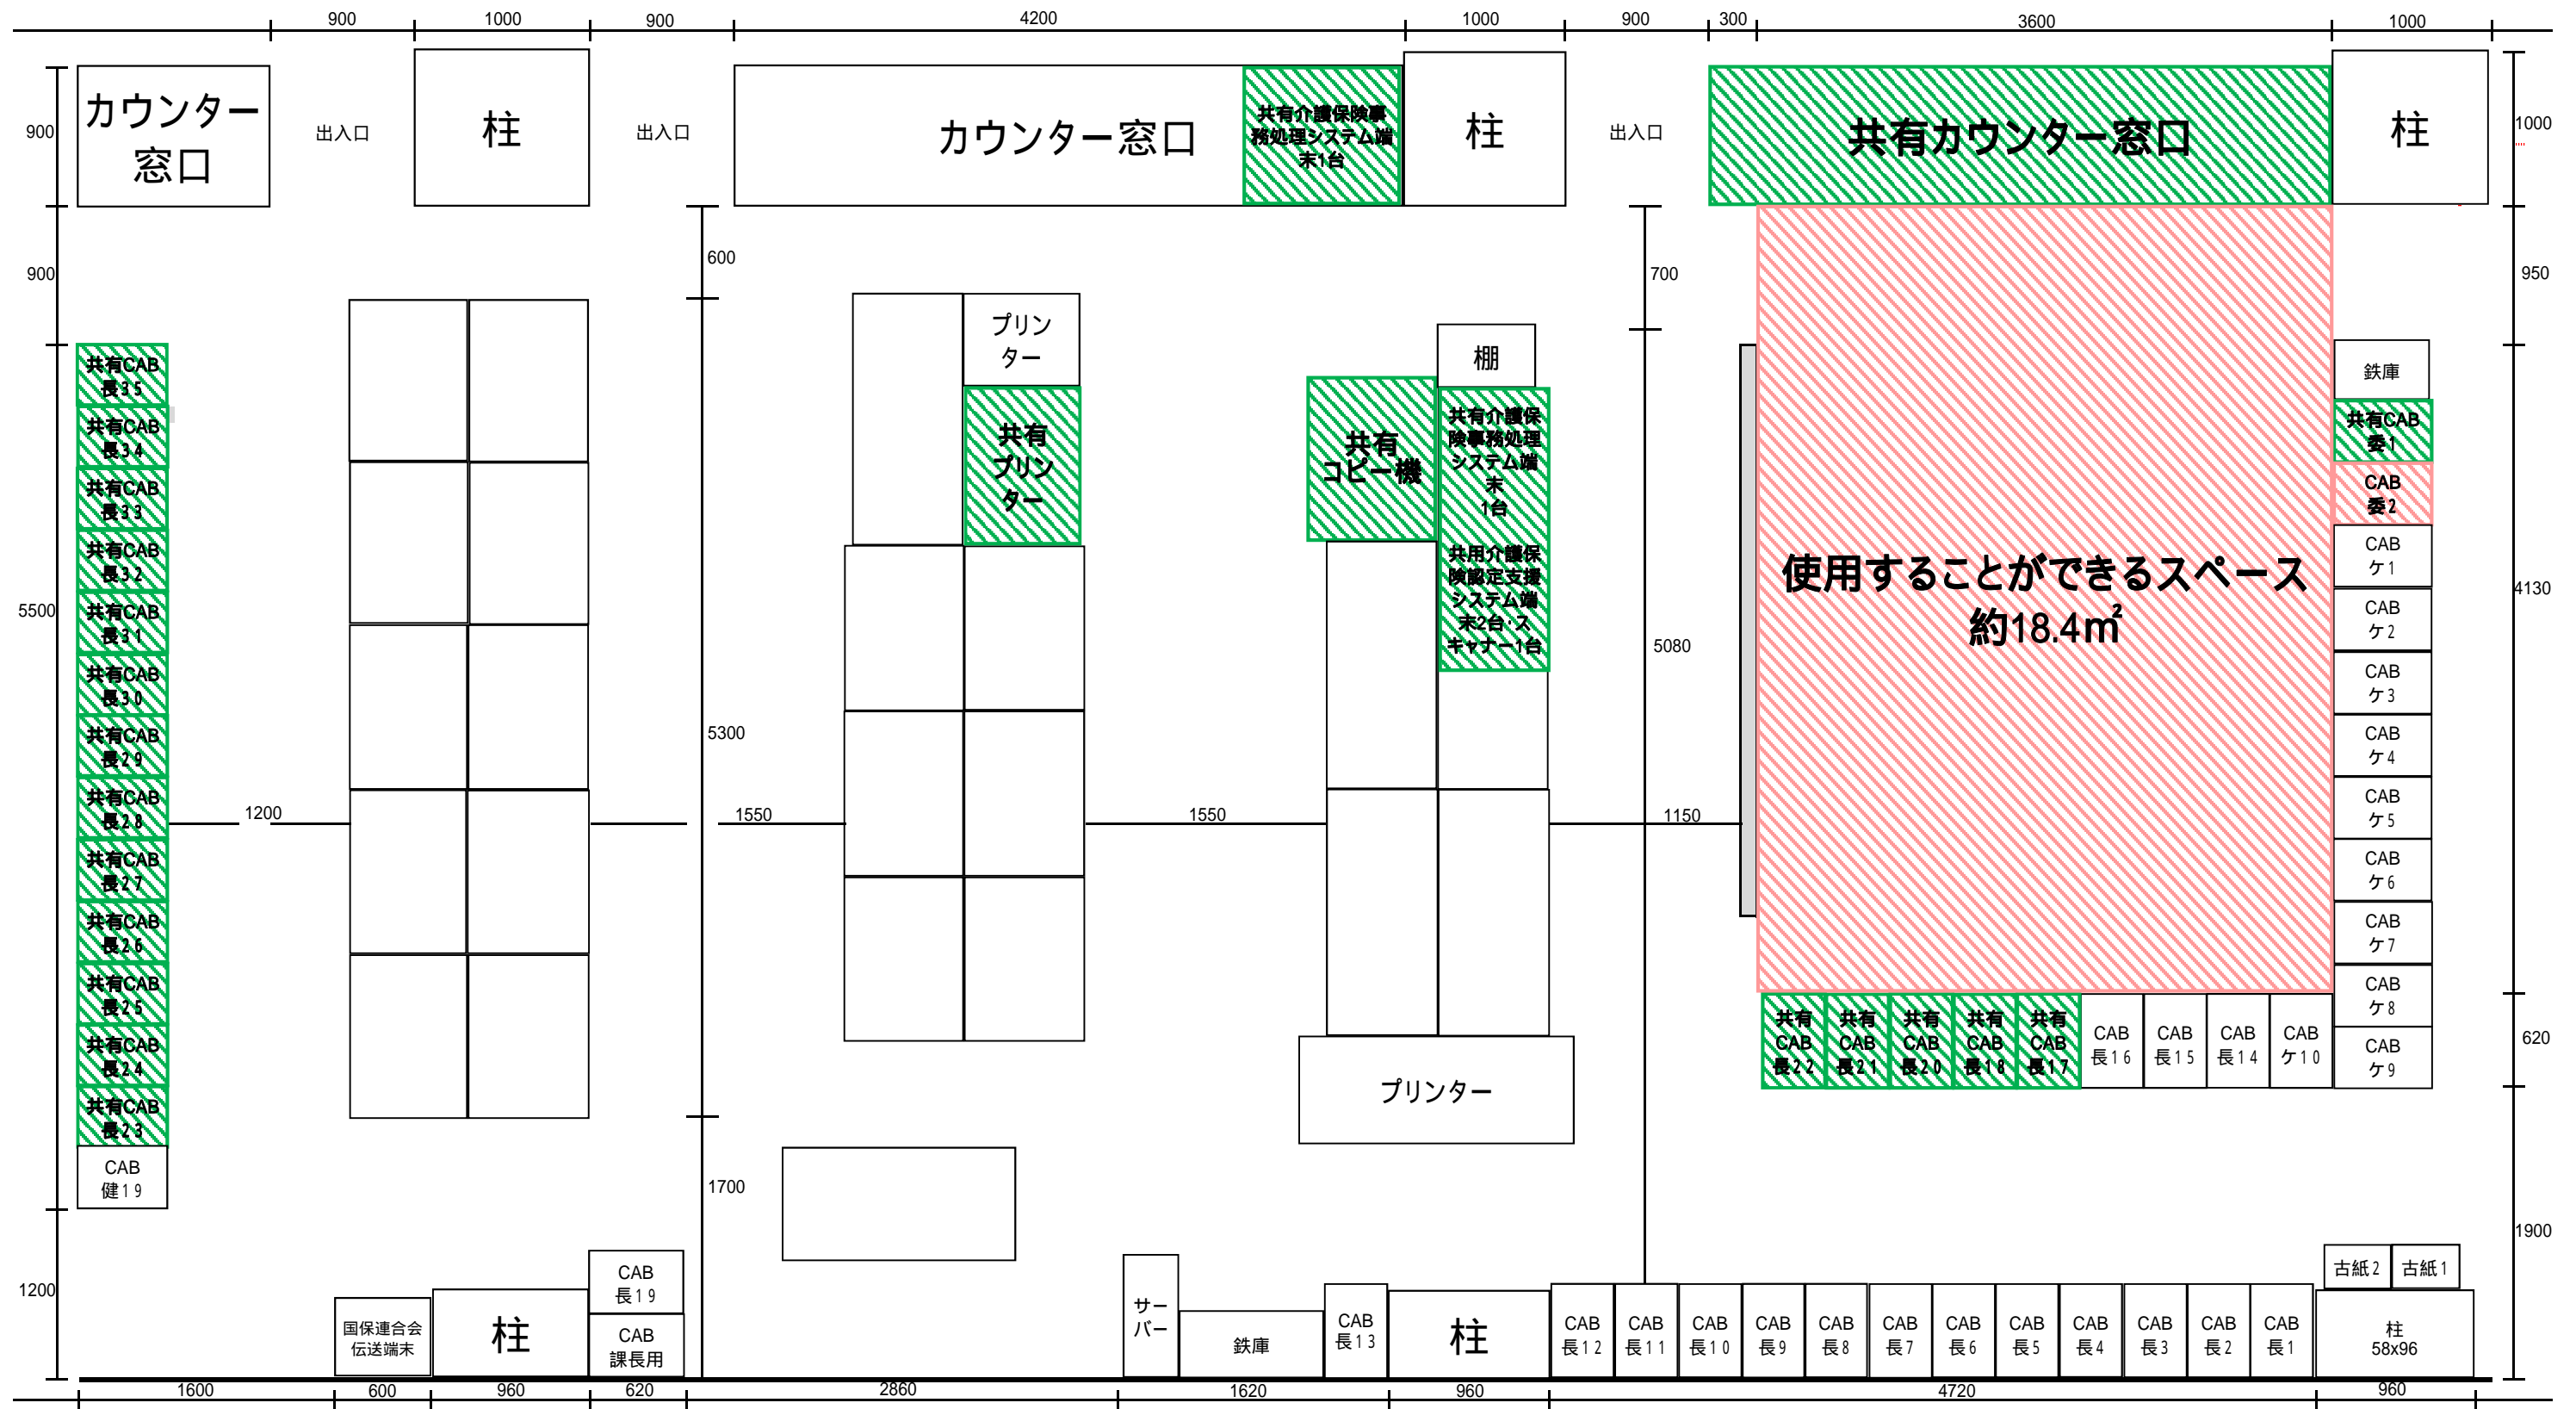 900
1000
900
4200
1000
900
300
3600
1000
カウンター
窓口
出入口
柱
出入口
カウンター窓口
共有介護保険事
務処理システム端
末1台
柱
出入口
共有カウンター窓口
柱
900
1000
900
600
700
950
共有CAB
長35
共有CAB
長34
共有CAB
長33
共有CAB
長32
共有CAB
長31
共有CAB
長30
共有CAB
長29
共有CAB
長28
共有CAB
長27
共有CAB
長26
共有CAB
長25
共有CAB
長24
共有CAB
長23
CAB
健19
5500
1200
1200
5300
1550
1550
1150
5080
1700
プリン
ター
共有
プリン
ター
棚
共有
コピー機
共有介護保
険事務処理
システム端
末
1台
共用介護保
険認定支援
システム端
末2台・ス
キャナー1台
プリンター
使用することができるスペース
約18.4㎡
鉄庫
共有CAB
委1
CAB
委2
CAB
ケ1
CAB
ケ2
CAB
ケ3
CAB
ケ4
CAB
ケ5
CAB
ケ6
CAB
ケ7
CAB
ケ8
CAB
ケ9
4130
620
1900
共有
CAB
長22
共有
CAB
長21
共有
CAB
長20
共有
CAB
長18
共有
CAB
長17
CAB
長16
CAB
長15
CAB
長14
CAB
ケ10
国保連合会
伝送端末
柱
CAB
長19
CAB
課長用
サー
バー
鉄庫
CAB
長13
柱
CAB
長12
CAB
長11
CAB
長10
CAB
長9
CAB
長8
CAB
長7
CAB
長6
CAB
長5
CAB
長4
CAB
長3
CAB
長2
CAB
長1
古紙2
古紙1
柱
58x96
1600
600
960
620
2860
1620
960
4720
960